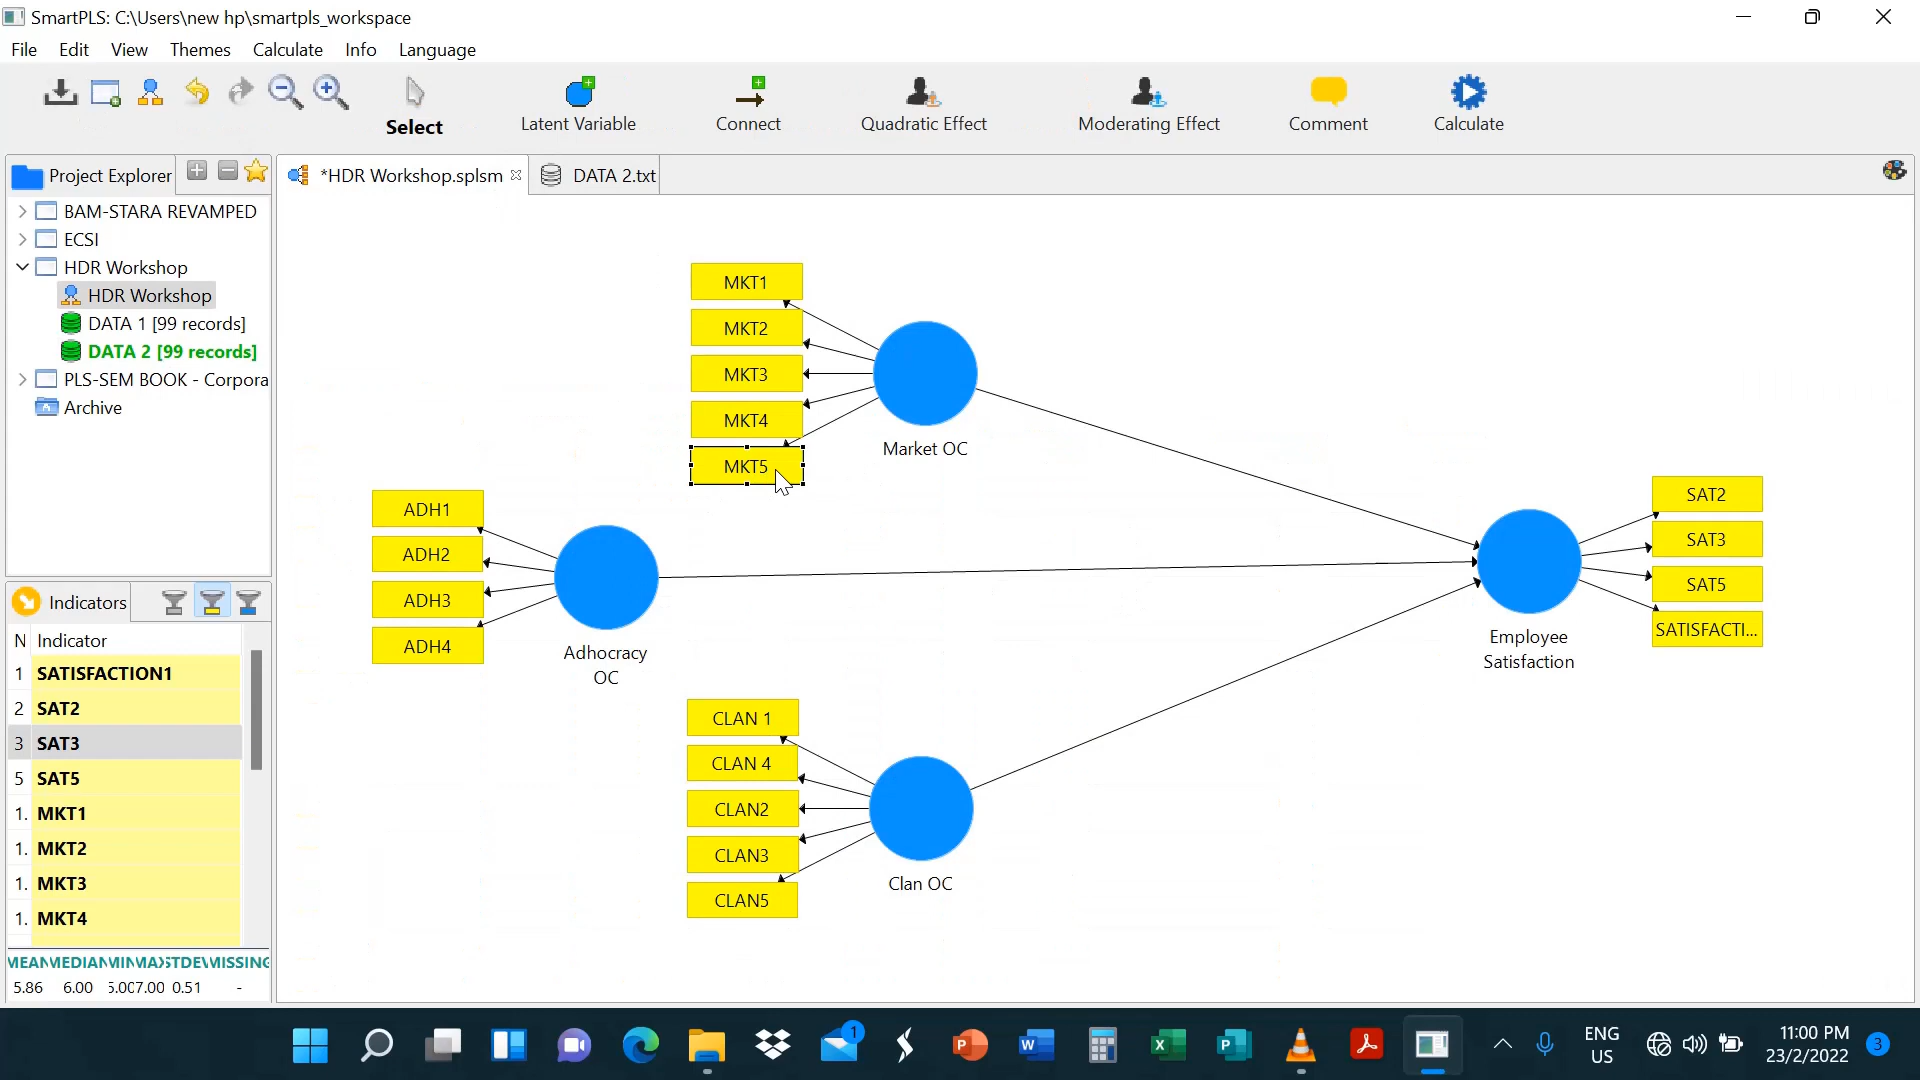 SmartPLS: C:\Users\new hp\smartpls_workspace
File Edit View Themes Calculate Info Language
Select
Latent Variable
Connect
Quadratic Effect
Moderating Effect
Comment
Calculate
Project Explorer
*HDR Workshop.splsm
DATA 2.txt
BAM-STARA REVAMPED
ECSI
HDR Workshop
HDR Workshop
DATA 1 [99 records]
DATA 2 [99 records]
PLS-SEM BOOK - Corpora
Archive
Indicators
N Indicator
1 SATISFACTION1
2 SAT2
3 SAT3
5 SAT5
1. MKT1
1. MKT2
1. MKT3
1. MKT4
5.86 6.00 5.007.00 0.51 -
MKT1
MKT2
MKT3
MKT4
MKT5
Market OC
ADH1
ADH2
ADH3
ADH4
Adhocracy
OC
CLAN 1
CLAN 4
CLAN2
CLAN3
CLAN5
Clan OC
SAT2
SAT3
SAT5
SATISFACTI...
Employee
Satisfaction
1
ENG
US
11:00 PM
23/2/2022
3